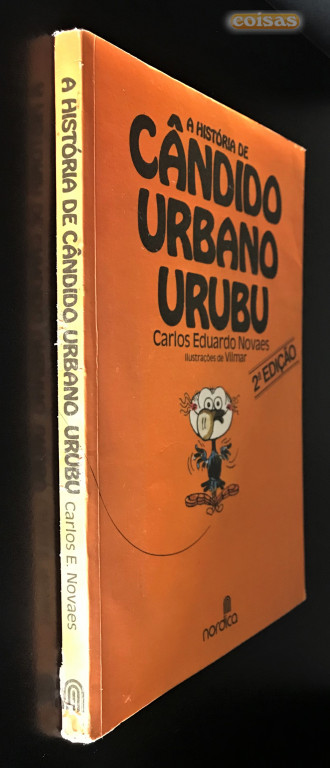 coisas
A HISTÓRIA DE
CÂNDIDO
URBANO
URUBU
Carlos Eduardo Novaes
ilustrações de Vilmar
2ª EDIÇÃO
nordica
A HISTÓRIA DE CÂNDIDO URBANO URUBU Carlos E. Novaes